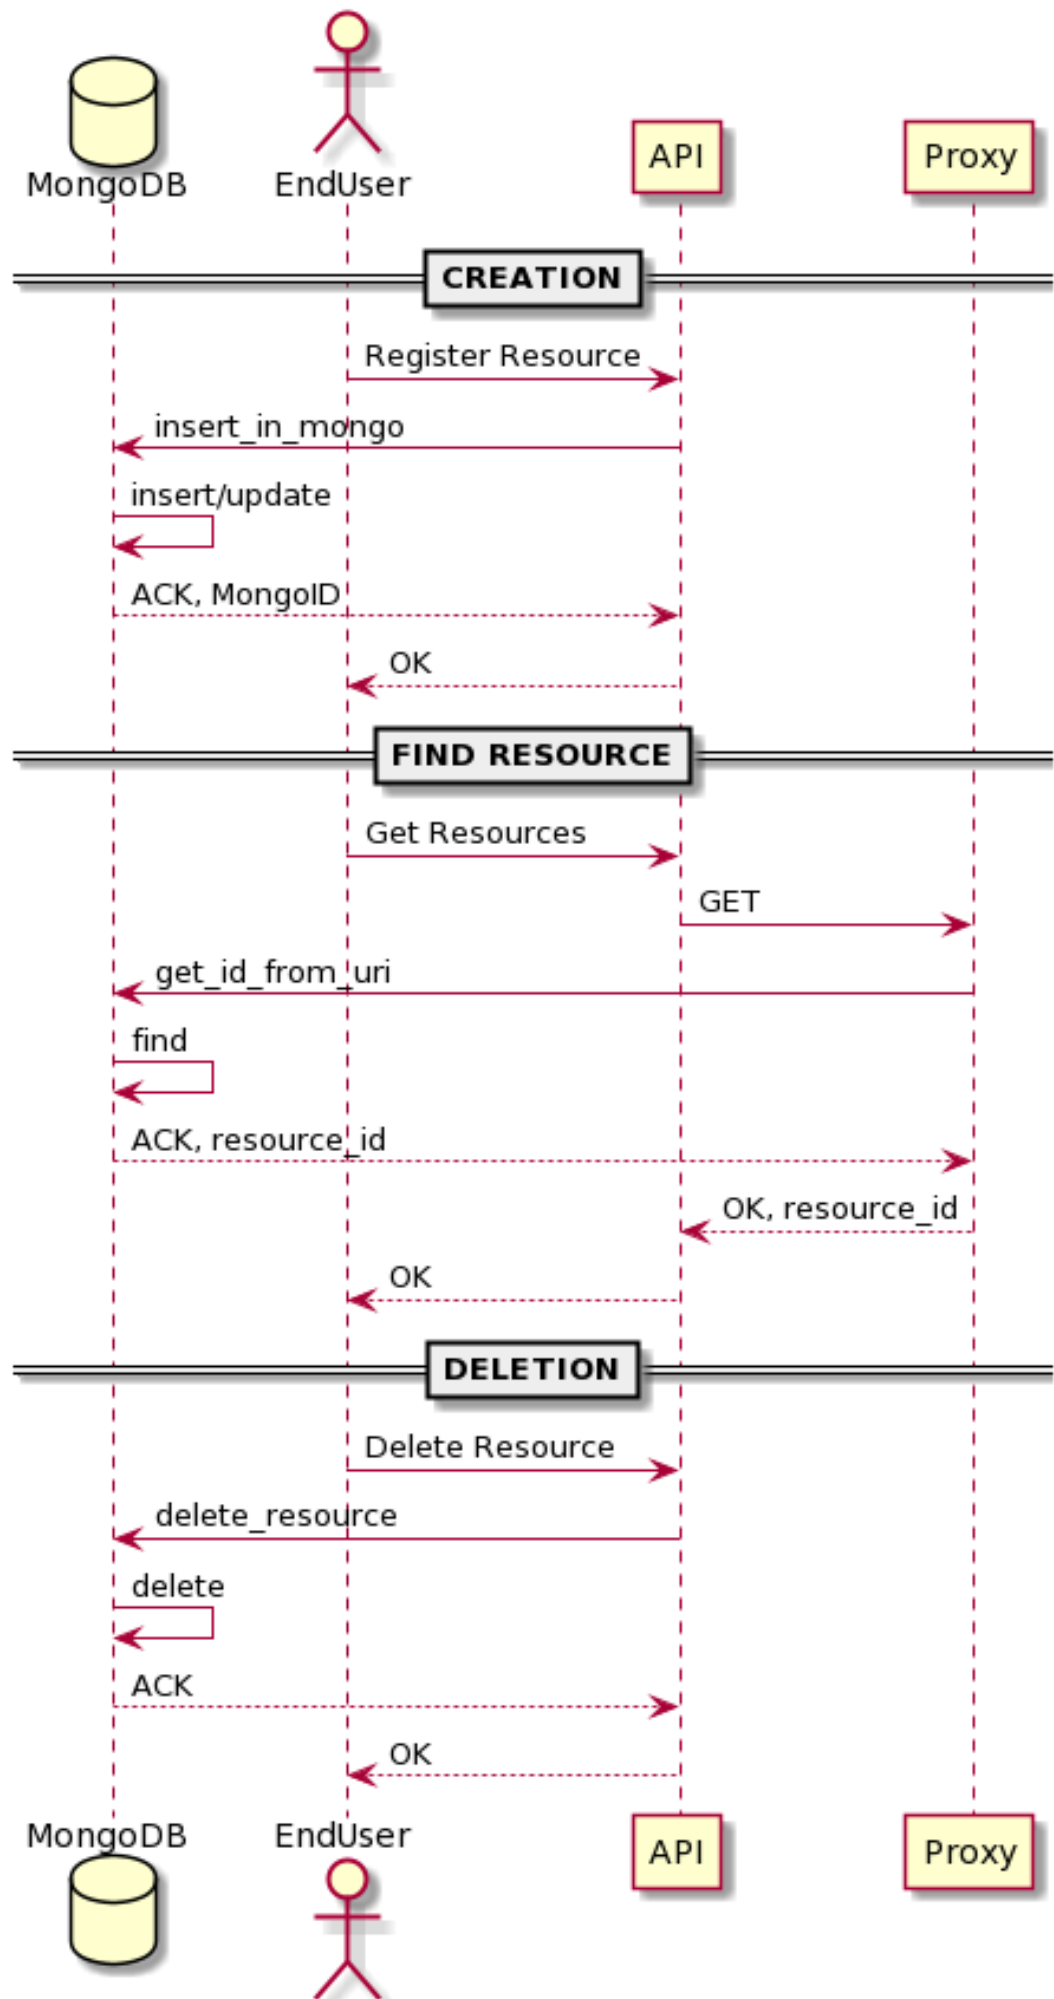 MongoDB
EndUser
API
Proxy
CREATION
Register Resource
insert_in_mongo
insert/update
ACK, MongoID
OK
FIND RESOURCE
Get Resources
GET
get_id_from_uri
find
ACK, resource_id
OK, resource_id
OK
DELETION
Delete Resource
delete_resource
delete
ACK
OK
MongoDB
EndUser
API
Proxy